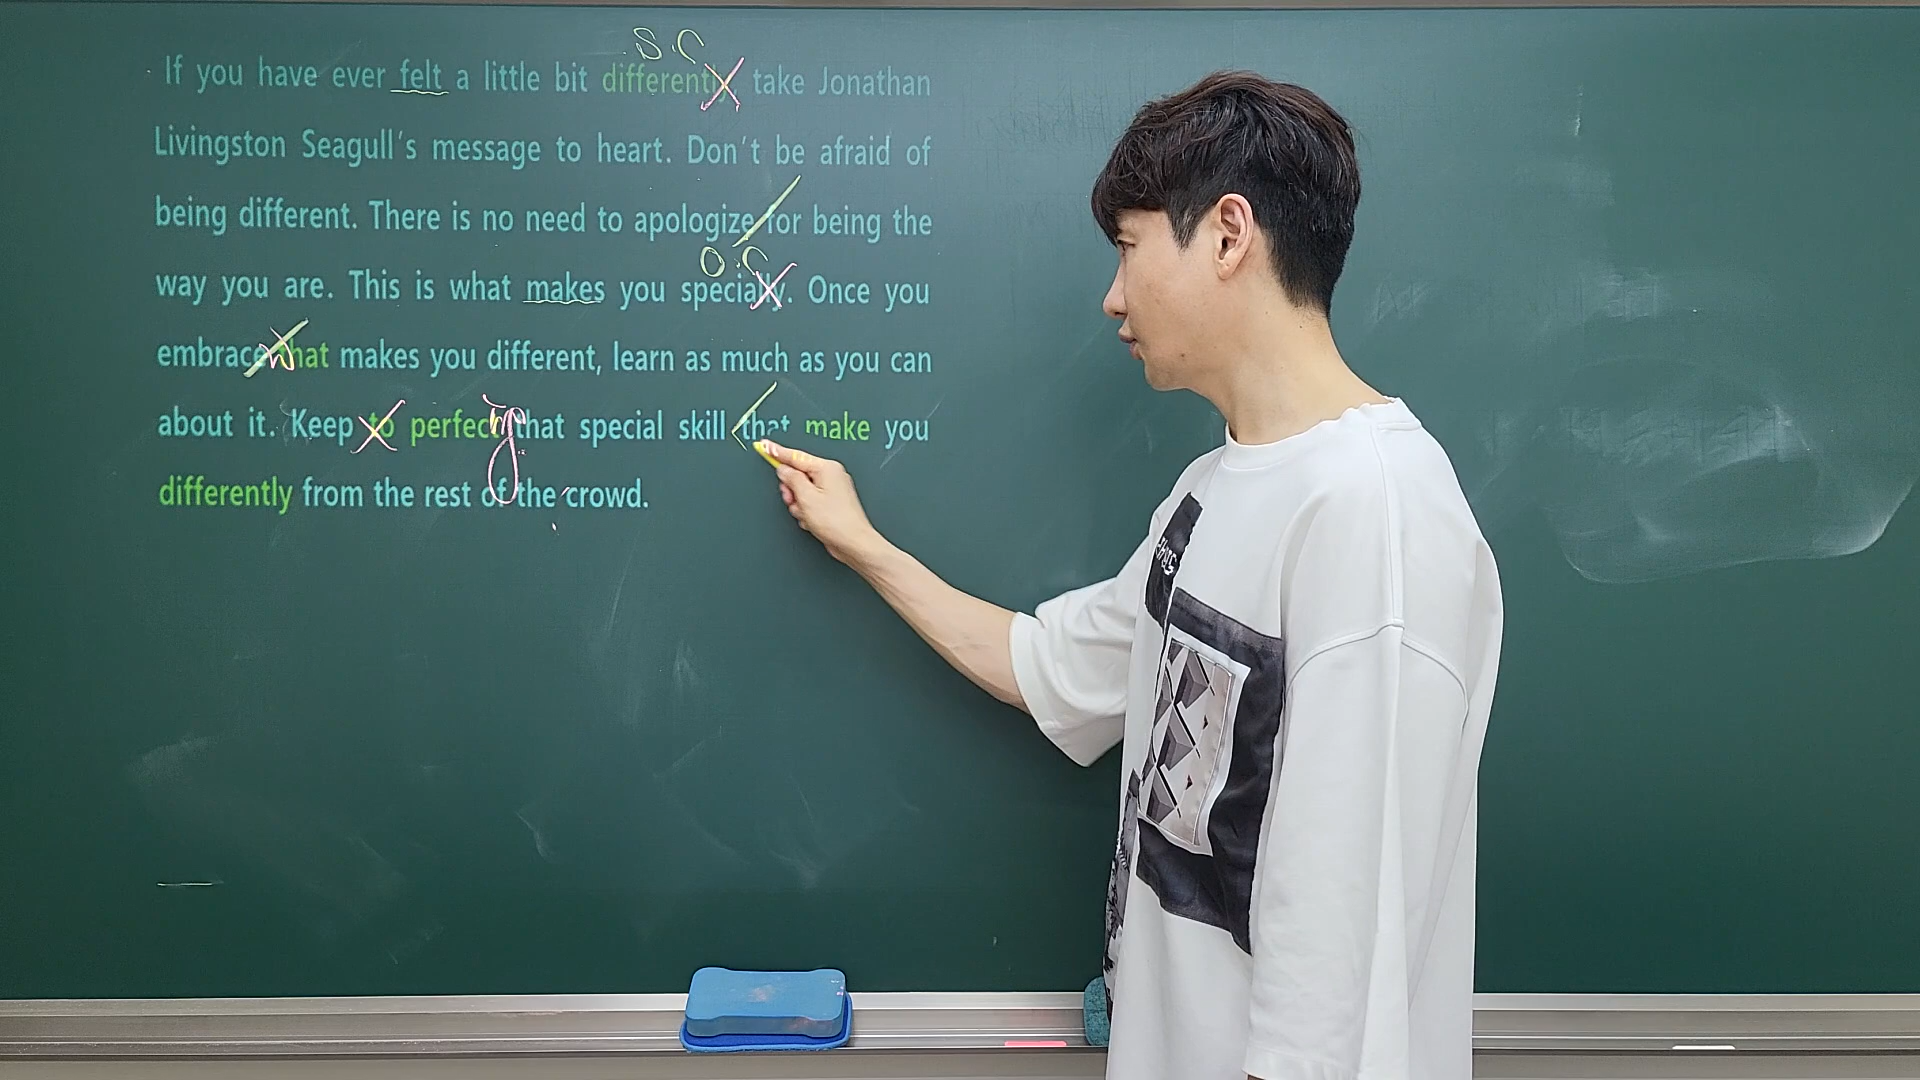 S.C
If you have ever felt a little bit differently, take Jonathan
Livingston Seagull's message to heart. Don't be afraid of
being different. There is no need to apologize for being the
O.C
way you are. This is what makes you specially. Once you
embrace what makes you different, learn as much as you can
about it. Keep to perfect ing that special skill that make you
differently from the rest of the crowd.